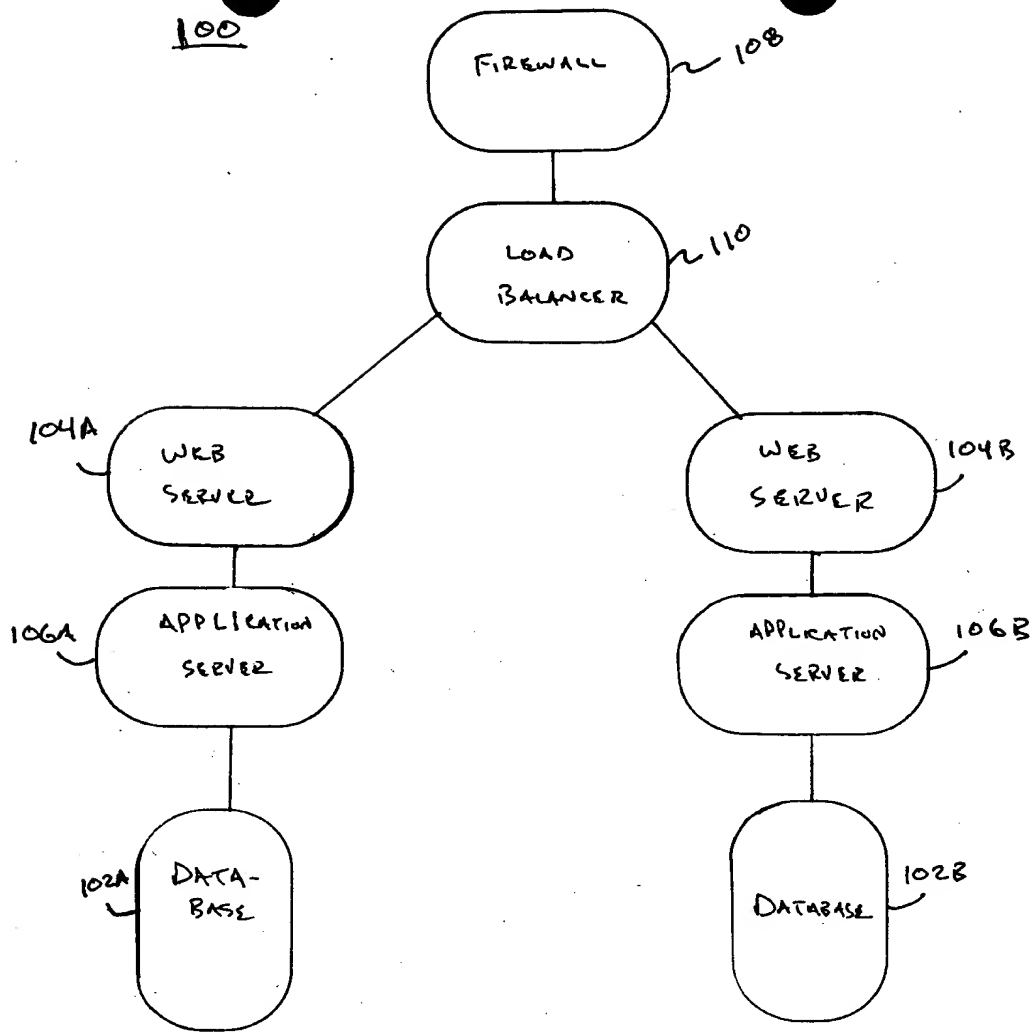 100
FIREWALL
108
LOAD
BALANCER
110
104A
WEB
SERVER
WEB
SERVER
104B
106A
APPLICATION
SERVER
APPLICATION
SERVER
106B
102A
DATA-
BASE
DATABASE
102B